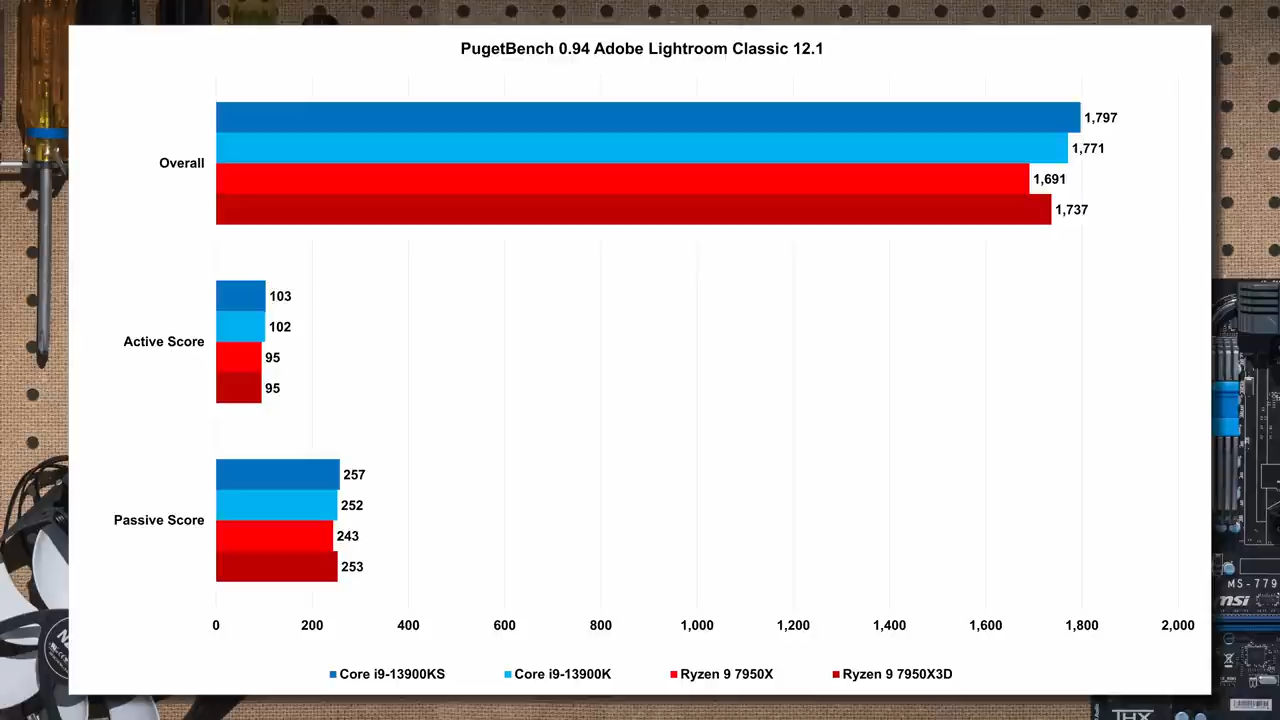 PugetBench 0.94 Adobe Lightroom Classic 12.1
Overall
1,797
1,771
1,691
1,737
Active Score
103
102
95
95
Passive Score
257
252
243
253
0 200 400 600 800 1,000 1,200 1,400 1,600 1,800 2,000
Core i9-13900KS Core i9-13900K Ryzen 9 7950X Ryzen 9 7950X3D
MS-779
msi
THX